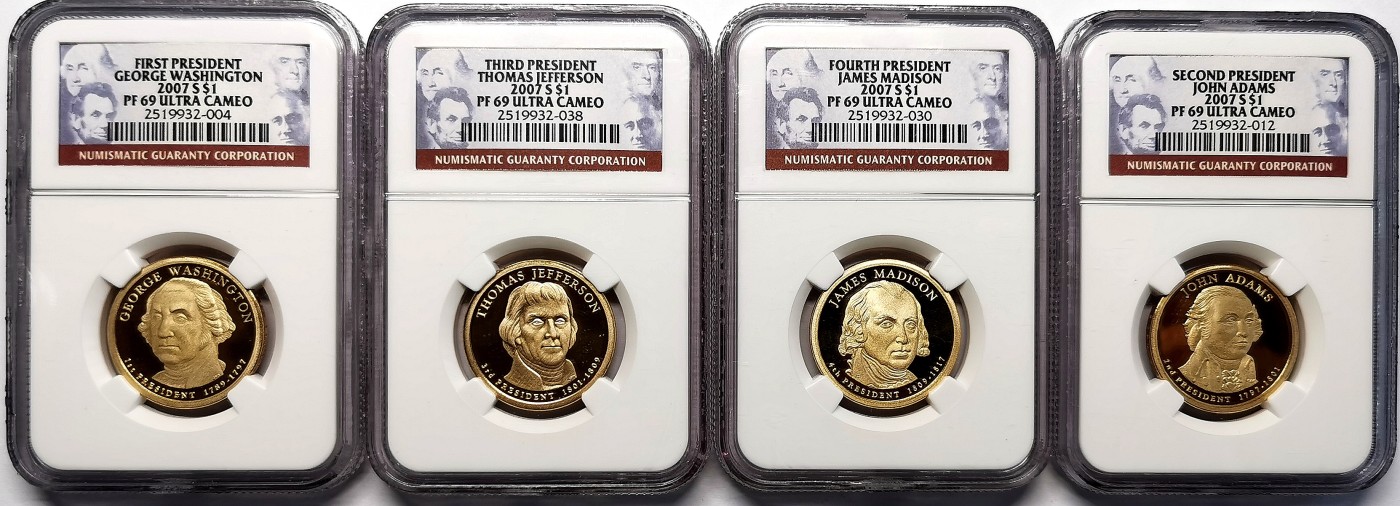 FIRST PRESIDENT
GEORGE WASHINGTON
2007 S $1
PF 69 ULTRA CAMEO
2519932-004
NUMISMATIC GUARANTY CORPORATION
GEORGE WASHINGTON
1st PRESIDENT 1789-1797
THIRD PRESIDENT
THOMAS JEFFERSON
2007 S $1
PF 69 ULTRA CAMEO
2519932-038
NUMISMATIC GUARANTY CORPORATION
THOMAS JEFFERSON
3rd PRESIDENT 1801-1809
FOURTH PRESIDENT
JAMES MADISON
2007 S $1
PF 69 ULTRA CAMEO
2519932-030
NUMISMATIC GUARANTY CORPORATION
JAMES MADISON
4th PRESIDENT 1809-1817
SECOND PRESIDENT
JOHN ADAMS
2007 S $1
PF 69 ULTRA CAMEO
2519932-012
NUMISMATIC GUARANTY CORPORATION
JOHN ADAMS
2nd PRESIDENT 1797-1801